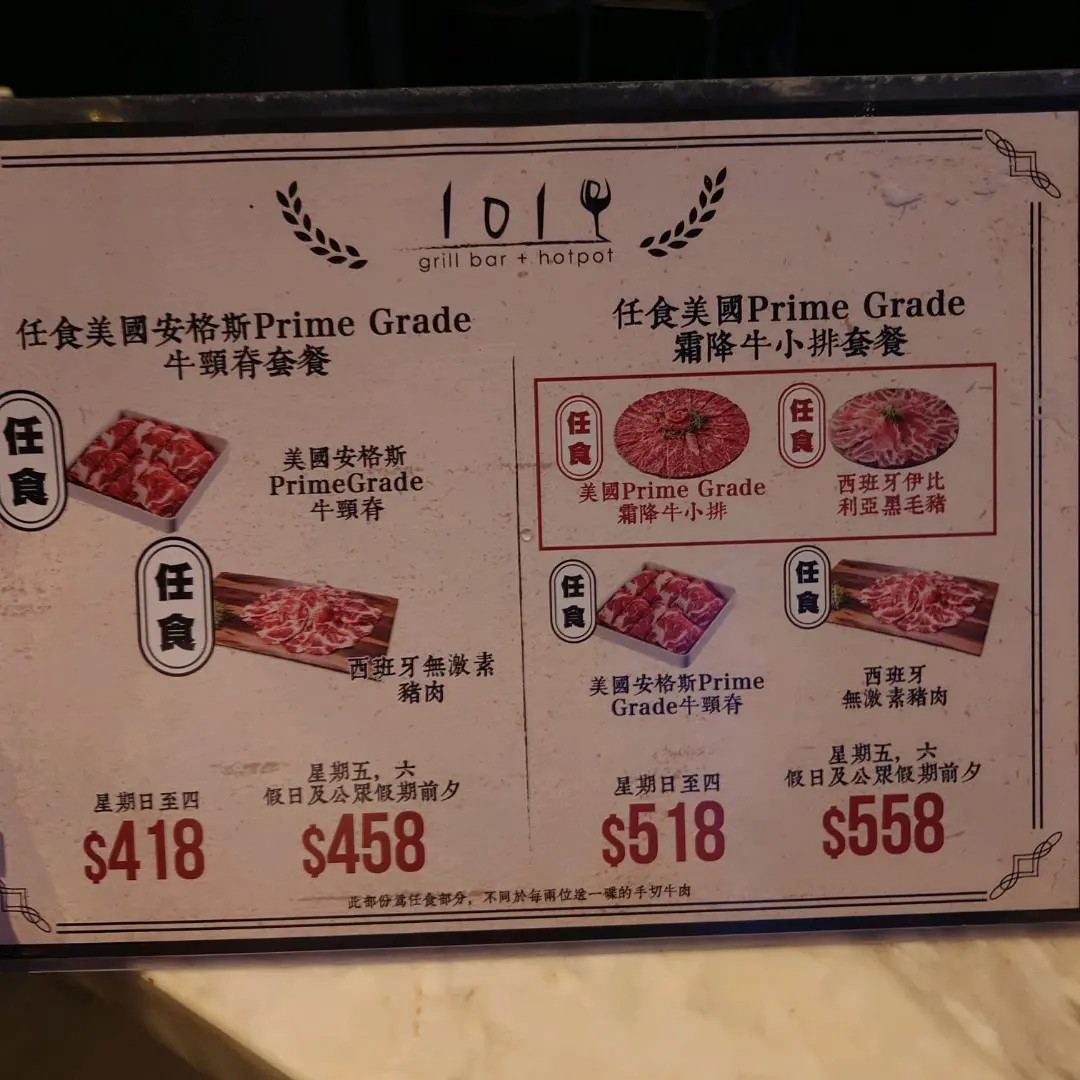 101
grill bar + hotpot
任食美國安格斯Prime Grade
牛頸脊套餐
任食
美國安格斯
PrimeGrade
牛頸脊
任食
西班牙無激素
豬肉
星期日至四
$418
星期五，六
假日及公眾假期前夕
$458
任食美國Prime Grade
霜降牛小排套餐
任食
美國Prime Grade
霜降牛小排
任食
西班牙伊比
利亞黑毛豬
任食
美國安格斯Prime
Grade牛頸脊
任食
西班牙
無激素豬肉
星期日至四
$518
星期五，六
假日及公眾假期前夕
$558
此部份為任食部分，不同於每兩位送一碟的手切牛肉